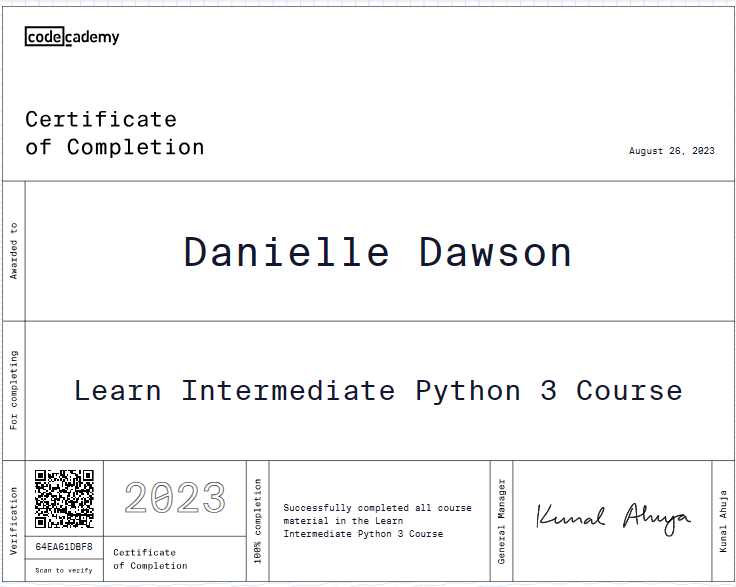 codecademy
Certificate
of Completion
August 26, 2023
Awarded to
Danielle Dawson
For completing
Learn Intermediate Python 3 Course
Verification
64EA61DBF8
Scan to verify
2023
Certificate
of Completion
100% completion
Successfully completed all course
material in the Learn
Intermediate Python 3 Course
General Manager
Kunal Ahuja
Kunal Ahuja